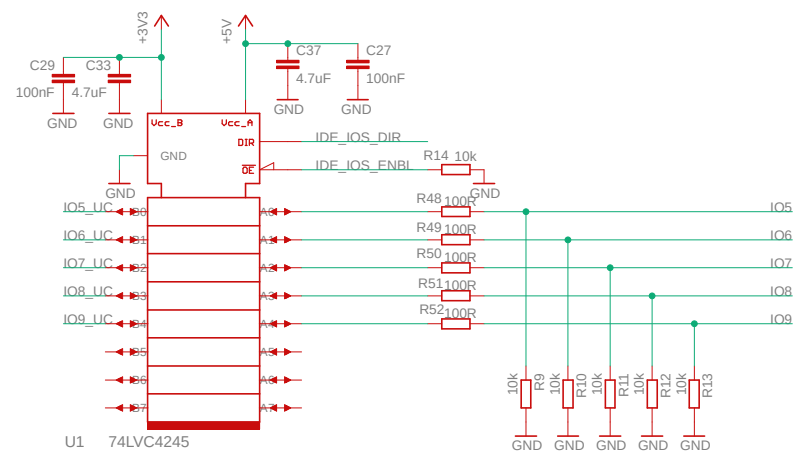 +3V3
+5V
C29
C33
C37
C27
100nF
4.7uF
4.7uF
100nF
GND
GND
GND
GND
Vcc_B
Vcc_A
DIR
IDE_IOS_DIR
GND
OE
IDE_IOS_ENBL
R14
10k
GND
GND
IO5_UC
B0
A0
R48
100R
IO5
IO6_UC
B1
A1
R49
100R
IO6
IO7_UC
B2
A2
R50
100R
IO7
IO8_UC
B3
A3
R51
100R
IO8
IO9_UC
B4
A4
R52
100R
IO9
B5
A5
B6
A6
B7
A7
10k
R9
10k
R10
10k
R11
10k
R12
10k
R13
GND
GND
GND
GND
GND
U1
74LVC4245